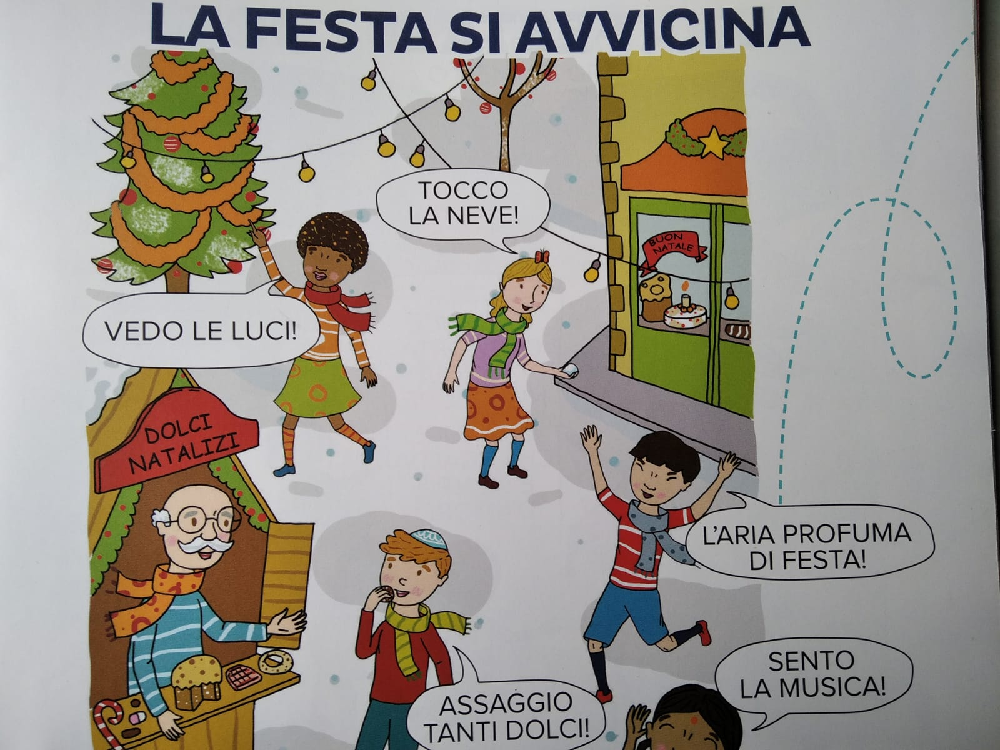 LA FESTA SI AVVICINA
TOCCO
LA NEVE!
BUON
NATALE
VEDO LE LUCI!
DOLCI
NATALIZI
L'ARIA PROFUMA
DI FESTA!
SENTO
LA MUSICA!
ASSAGGIO
TANTI DOLCI!